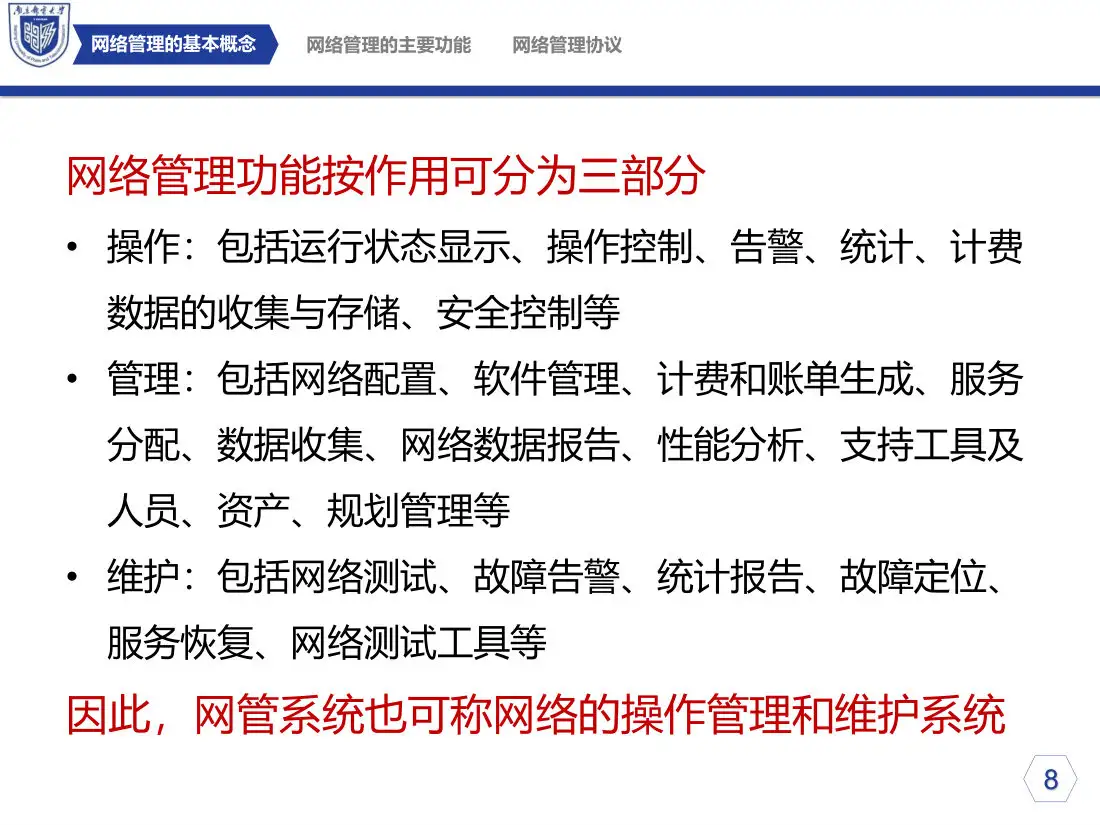 网络管理的基本概念 网络管理的主要功能 网络管理协议
网络管理功能按作用可分为三部分
• 操作：包括运行状态显示、操作控制、告警、统计、计费
数据的收集与存储、安全控制等
• 管理：包括网络配置、软件管理、计费和账单生成、服务
分配、数据收集、网络数据报告、性能分析、支持工具及
人员、资产、规划管理等
• 维护：包括网络测试、故障告警、统计报告、故障定位、
服务恢复、网络测试工具等
因此，网管系统也可称网络的操作管理和维护系统
8